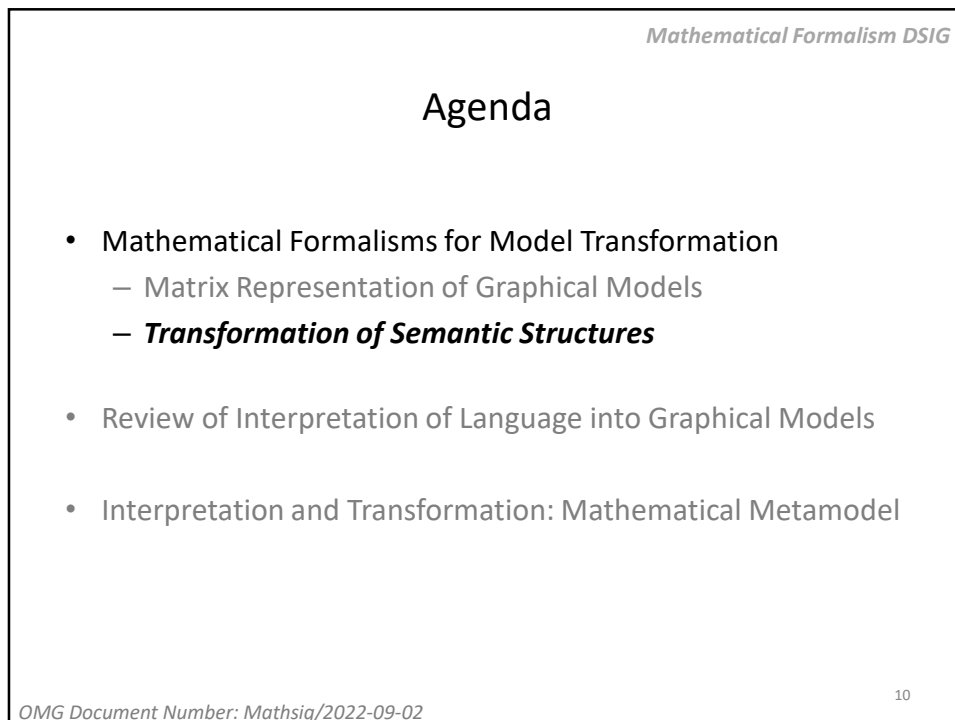 Mathematical Formalism DSIG
Agenda
• Mathematical Formalisms for Model Transformation
– Matrix Representation of Graphical Models
– Transformation of Semantic Structures
• Review of Interpretation of Language into Graphical Models
• Interpretation and Transformation: Mathematical Metamodel
10
OMG Document Number: Mathsig/2022-09-02